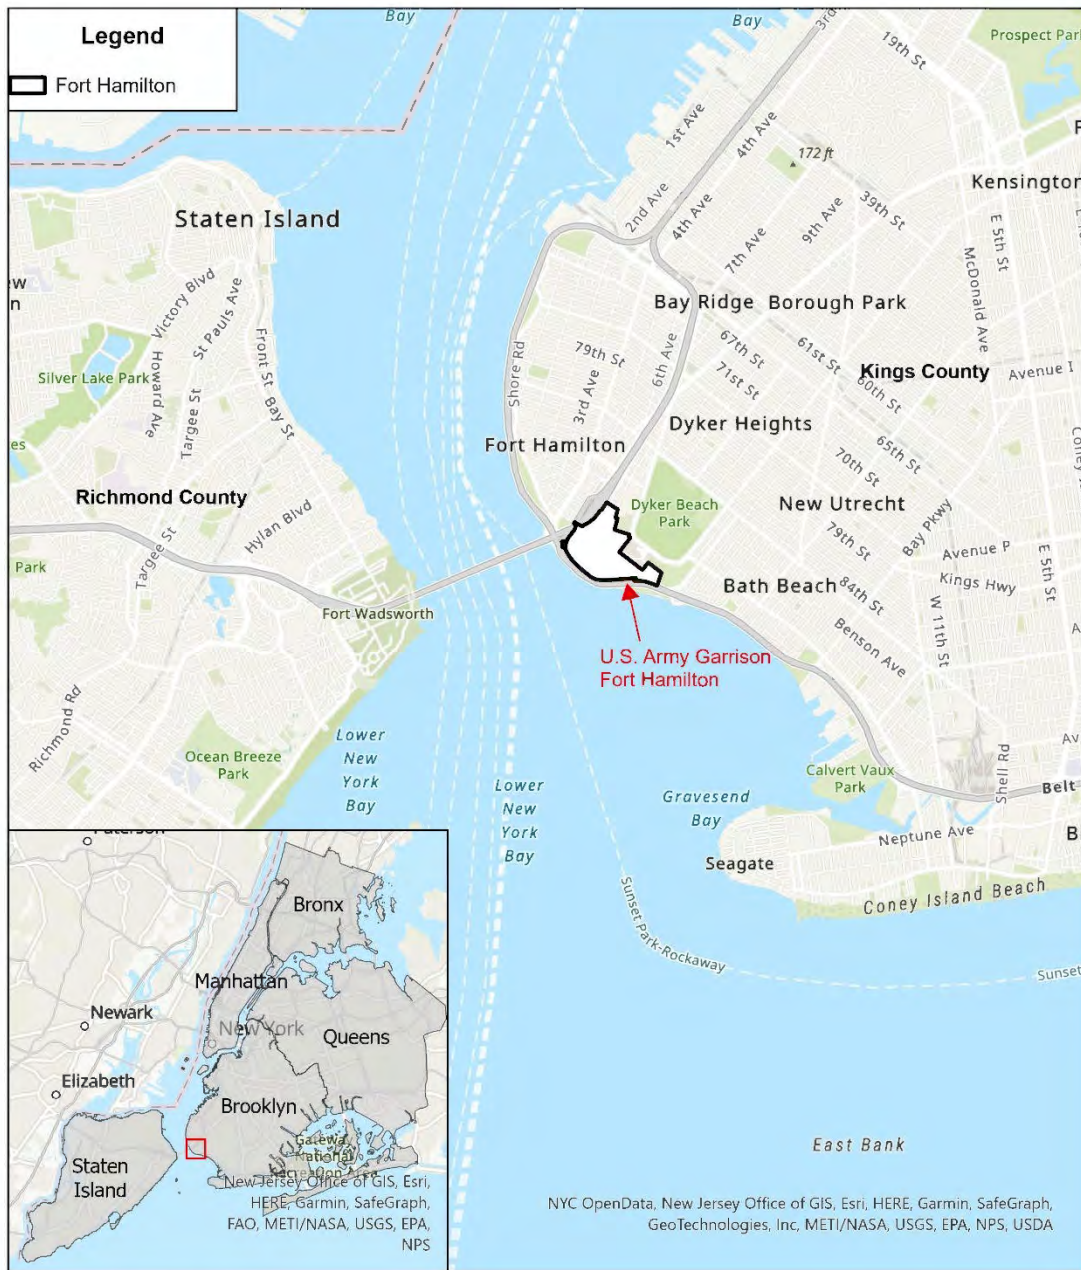 Legend
Fort Hamilton
Bay
Bay
3rd
19th St
Prospect Park
1st Ave
4th Ave
172 ft
Kensington
Staten Island
2nd Ave
4th Ave
7th Ave
9th Ave
39th St
E 5th St
McDonald Ave
Victory Blvd
St Pauls Ave
Bay Ridge
Borough Park
Front St
Bay St
Howard Ave
Targee St
Silver Lake Park
Shore Rd
79th St
3rd Ave
6th Ave
67th St
71st St
61st St
60th St
Kings County
Avenue I
Coney
Fort Hamilton
Dyker Heights
65th St
70th St
Richmond County
Hylan Blvd
Targee St
Park
Dyker Beach
Park
New Utrecht
79th St
Bay Pkwy
Avenue P
Kings Hwy
E 5th St
Bath Beach
84th St
W 11th St
Benson Ave
Fort Wadsworth
U.S. Army Garrison
Fort Hamilton
Richmond Rd
Ocean Breeze
Park
Lower
New
York
Bay
Lower
New
York
Bay
Gravesend
Bay
Calvert Vaux
Park
Shell Rd
Belt
Neptune Ave
Seagate
Coney Island Beach
Sunset Park-Rockaway
Sunset
East Bank
Paterson
Bronx
Manhattan
Newark
New York
Queens
Elizabeth
Brooklyn
Staten
Island
Gateway
National
Recreation Area
New Jersey Office of GIS, Esri,
HERE, Garmin, SafeGraph,
FAO, METI/NASA, USGS, EPA,
NPS
NYC OpenData, New Jersey Office of GIS, Esri, HERE, Garmin, SafeGraph,
GeoTechnologies, Inc, METI/NASA, USGS, EPA, NPS, USDA